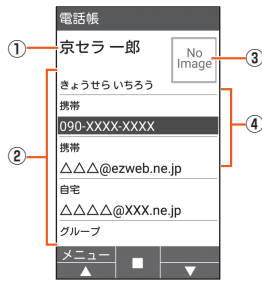 電話帳
①
京セラ 一郎
No
Image
③
きょうせら いちろう
携帯
090-XXXX-XXXX
④
②
携帯
△△△@ezweb.ne.jp
自宅
△△△△@XXX.ne.jp
グループ
メニュー
▲
■
▼